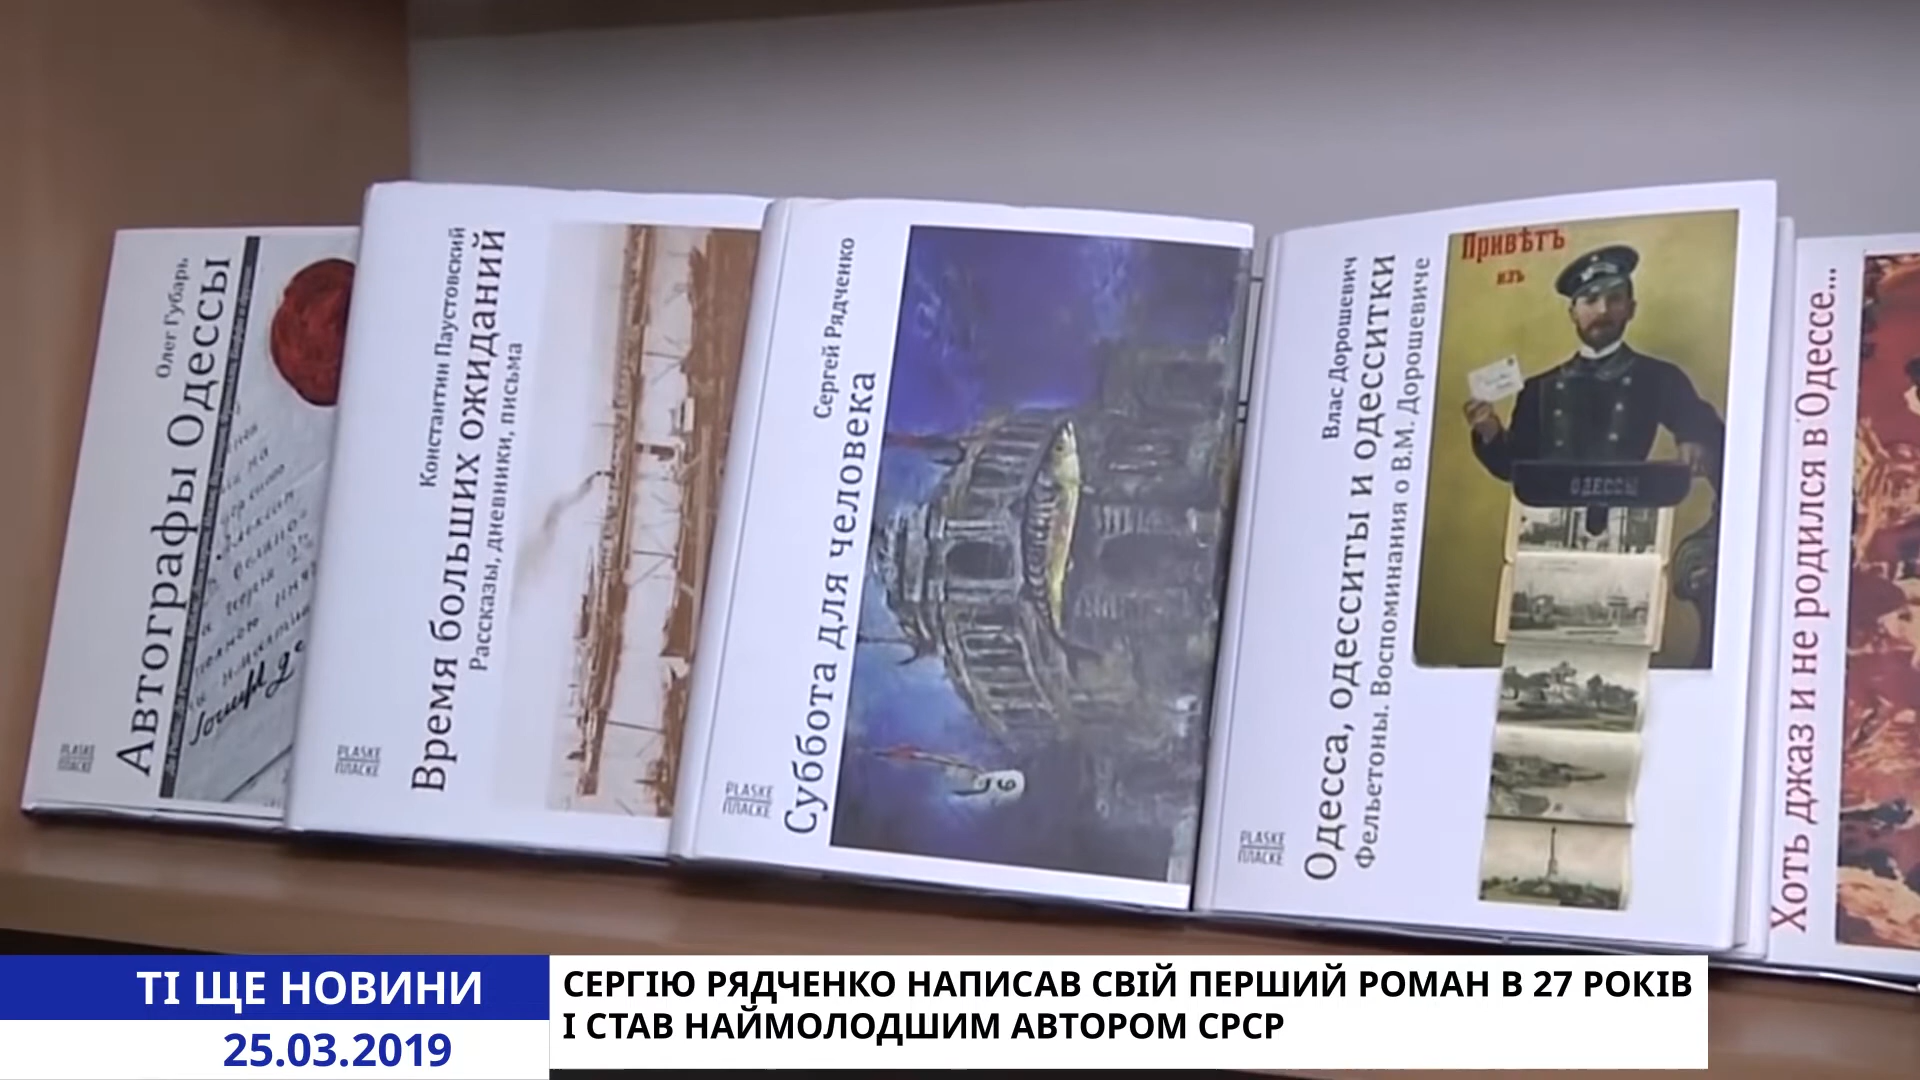 Олег Губарь
Автографы Одессы
PLASKE
ПЛАСКЕ
Константин Паустовский
Время больших ожиданий
Рассказы, дневники, письма
PLASKE
ПЛАСКЕ
Сергей Рядченко
Суббота для человека
PLASKE
ПЛАСКЕ
Влас Дорошевич
Одесса, одесситы и одесситки
Фельетоны. Воспоминания о В.М. Дорошевиче
PLASKE
ПЛАСКЕ
Привѣтъ
изъ
ОДЕССЫ
Хоть джаз и не родился в Одессе...
ТІ ЩЕ НОВИНИ
25.03.2019
СЕРГІЮ РЯДЧЕНКО НАПИСАВ СВІЙ ПЕРШИЙ РОМАН В 27 РОКІВ
І СТАВ НАЙМОЛОДШИМ АВТОРОМ СРСР